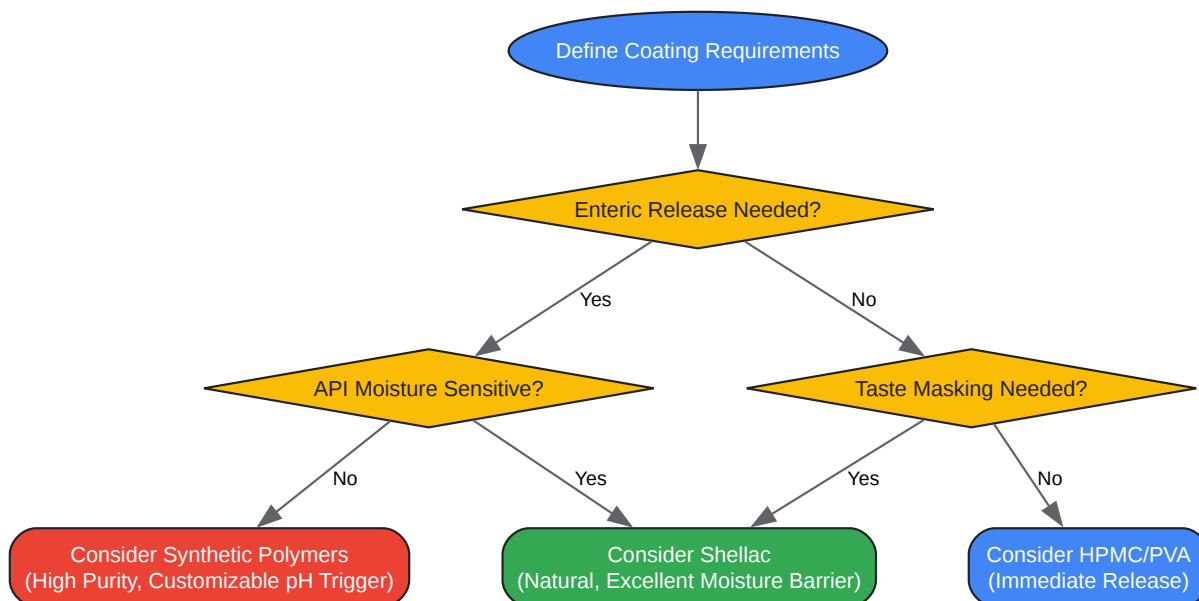 Define Coating Requirements
Enteric Release Needed?
Yes
No
API Moisture Sensitive?
Taste Masking Needed?
No
Yes
Yes
No
Consider Synthetic Polymers
(High Purity, Customizable pH Trigger)
Consider Shellac
(Natural, Excellent Moisture Barrier)
Consider HPMC/PVA
(Immediate Release)